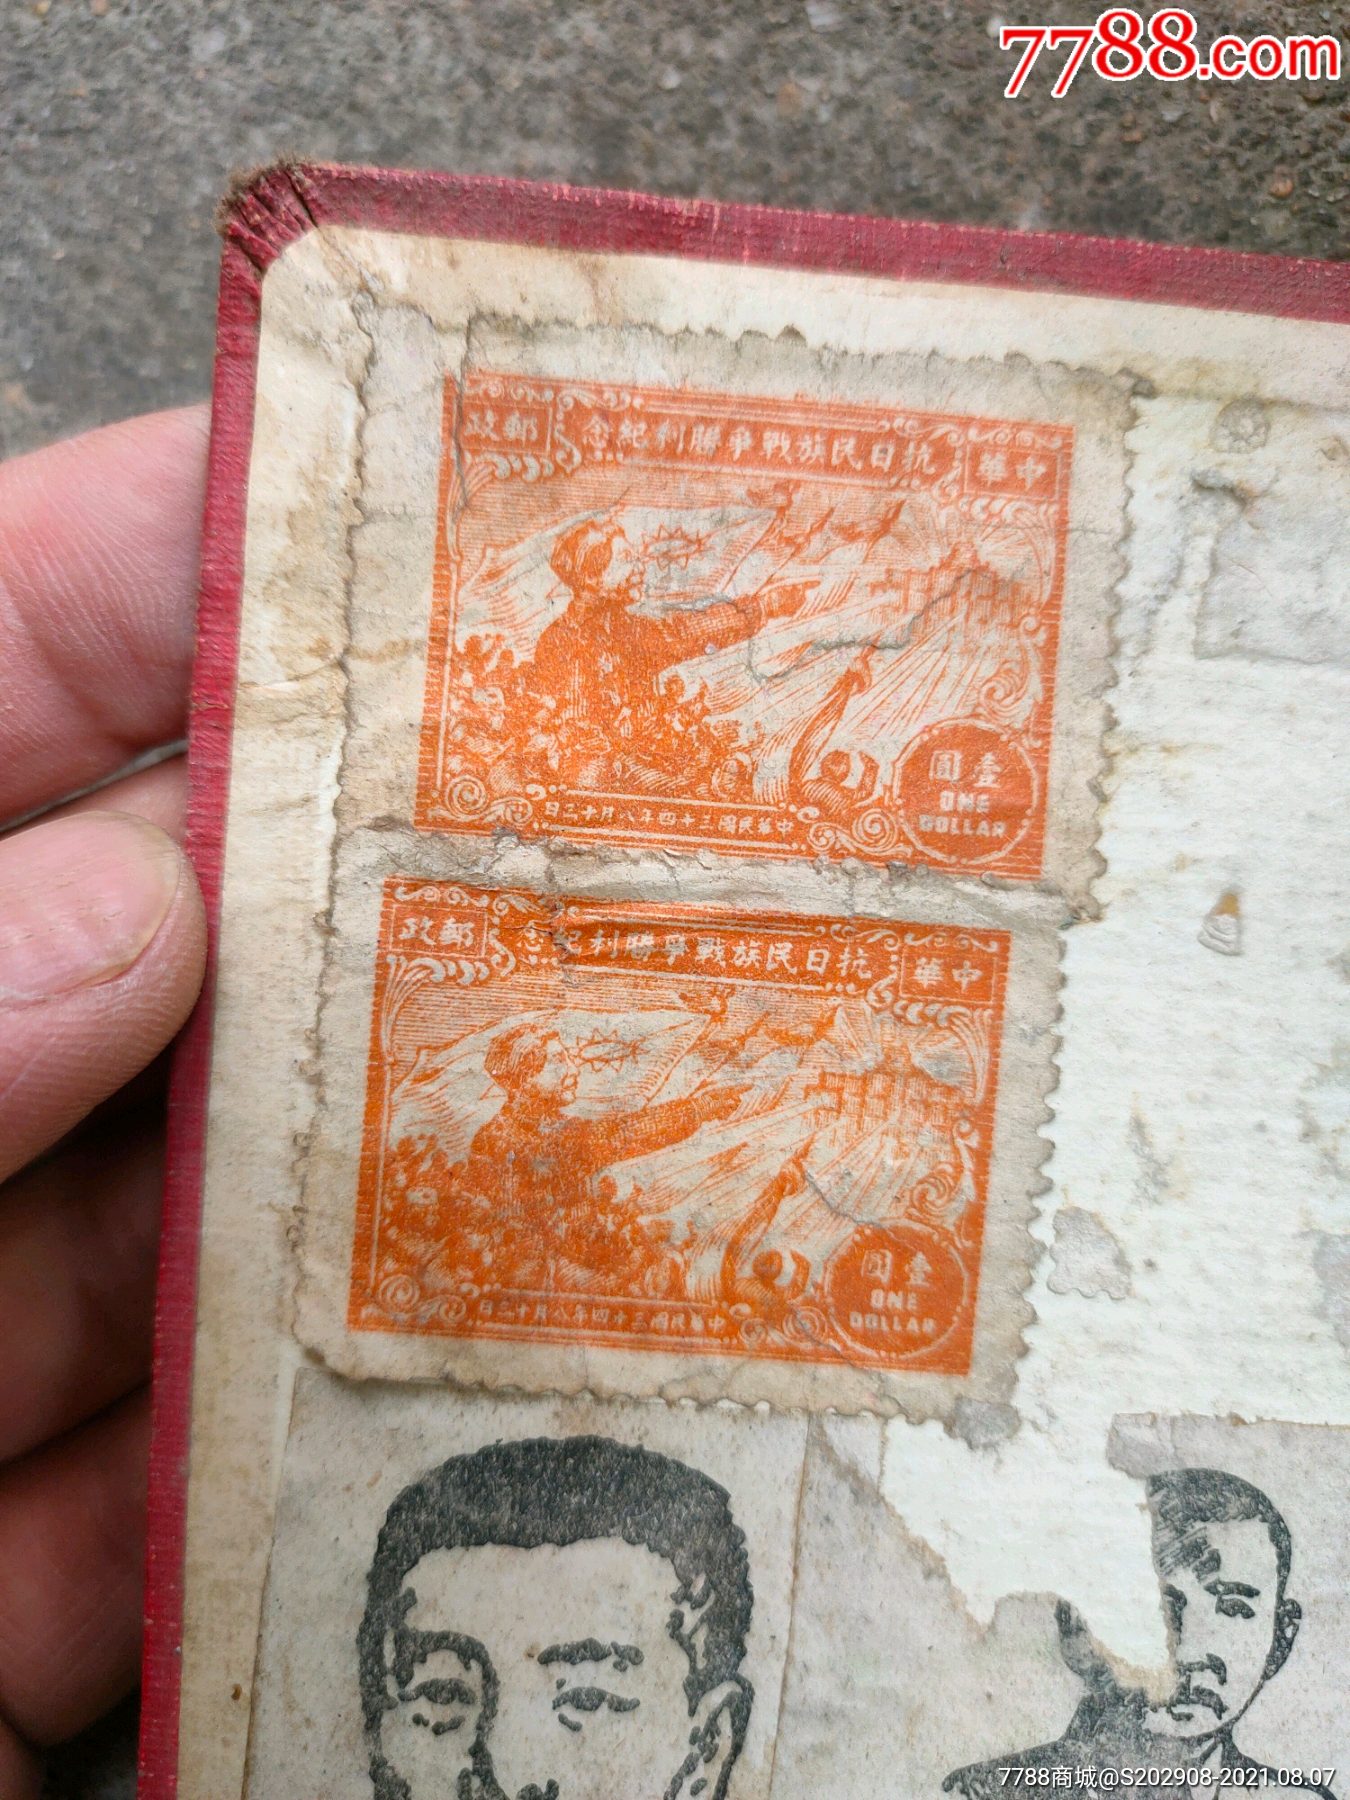 7788.com
政郵
念紀利勝爭戰族民日抗
華中
圓壹
ONE
DOLLAR
日三十月八年四十三國民華中
政郵
念紀利勝爭戰族民日抗
華中
圓壹
ONE
DOLLAR
日三十月八年四十三國民華中
7788商城@S202908-2021.08.07